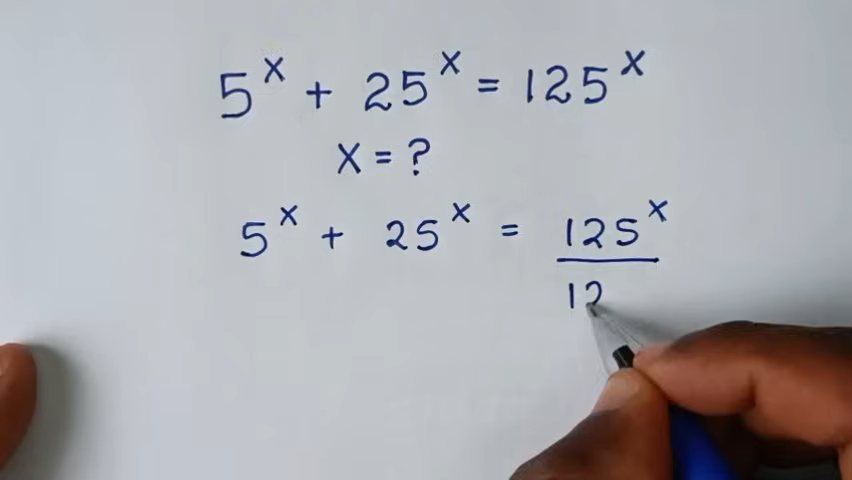 5^x + 25^x = 125^x
x = ?
5^x + 25^x = 125^x
12